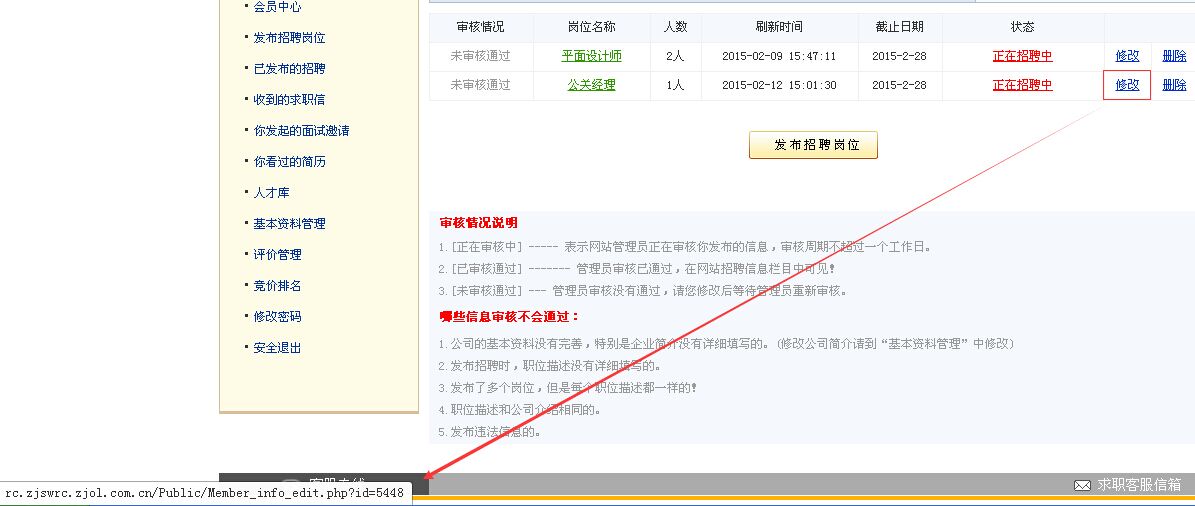 会员中心
发布招聘岗位
已发布的招聘
收到的求职信
你发起的面试邀请
你看过的简历
人才库
基本资料管理
评价管理
竞价排名
修改密码
安全退出
审核情况 岗位名称 人数 刷新时间 截止日期 状态
未审核通过 平面设计师 2人 2015-02-09 15:47:11 2015-2-28 正在招聘中 修改 删除
未审核通过 公关经理 1人 2015-02-12 15:01:30 2015-2-28 正在招聘中 修改 删除
发布招聘岗位
审核情况说明
1.[正在审核中] ----- 表示网站管理员正在审核你发布的信息，审核周期不超过一个工作日。
2.[已审核通过] ------- 管理员审核已通过，在网站招聘信息栏目中可见！
3.[未审核通过] --- 管理员审核没有通过，请您修改后等待管理员重新审核。
哪些信息审核不会通过：
1.公司的基本资料没有完善，特别是企业简介没有详细填写的。(修改公司简介请到“基本资料管理”中修改)
2.发布招聘时，职位描述没有详细填写的。
3.发布了多个岗位，但是每个职位描述都一样的！
4.职位描述和公司介绍相同的。
5.发布违法信息的。
求职客服信箱
rc.zjswrc.zjol.com.cn/Public/Member_info_edit.php?id=5448